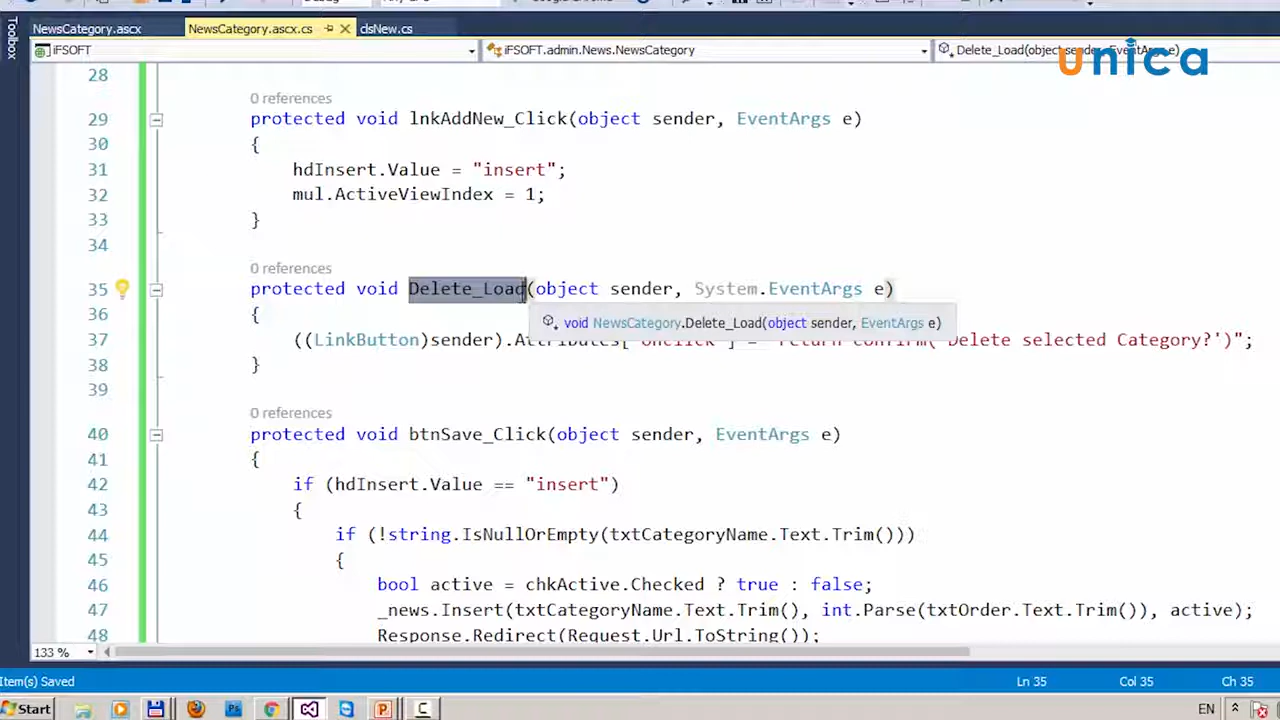 Toolbox
NewsCategory.ascx
NewsCategory.ascx.cs
clsNew.cs
iFSOFT
iFSOFT.admin.News.NewsCategory
Delete_Load(object sender, EventArgs e)
unica
28
0 references
29 protected void lnkAddNew_Click(object sender, EventArgs e)
30 {
31 hdInsert.Value = "insert";
32 mul.ActiveViewIndex = 1;
33 }
34
0 references
35 protected void Delete_Load(object sender, System.EventArgs e)
36 {
void NewsCategory.Delete_Load(object sender, EventArgs e)
37 ((LinkButton)sender).Attributes["onclick"] = "return confirm('Delete selected Category?')";
38 }
39
0 references
40 protected void btnSave_Click(object sender, EventArgs e)
41 {
42 if (hdInsert.Value == "insert")
43 {
44 if (!string.IsNullOrEmpty(txtCategoryName.Text.Trim()))
45 {
46 bool active = chkActive.Checked ? true : false;
47 _news.Insert(txtCategoryName.Text.Trim(), int.Parse(txtOrder.Text.Trim()), active);
48 Response.Redirect(Request.Url.ToString());
133 %
Item(s) Saved
Ln 35
Col 35
Ch 35
Start
EN